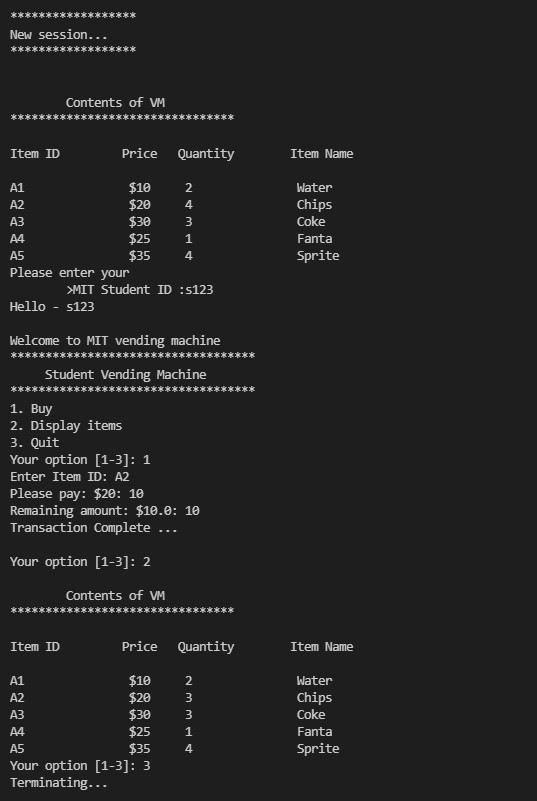 ******************
New session...
******************
Contents of VM
********************************
Item ID Price Quantity Item Name
A1 $10 2 Water
A2 $20 4 Chips
A3 $30 3 Coke
A4 $25 1 Fanta
A5 $35 4 Sprite
Please enter your
>MIT Student ID :s123
Hello - s123
Welcome to MIT vending machine
***********************************
Student Vending Machine
***********************************
1. Buy
2. Display items
3. Quit
Your option [1-3]: 1
Enter Item ID: A2
Please pay: $20: 10
Remaining amount: $10.0: 10
Transaction Complete ...
Your option [1-3]: 2
Contents of VM
********************************
Item ID Price Quantity Item Name
A1 $10 2 Water
A2 $20 3 Chips
A3 $30 3 Coke
A4 $25 1 Fanta
A5 $35 4 Sprite
Your option [1-3]: 3
Terminating...